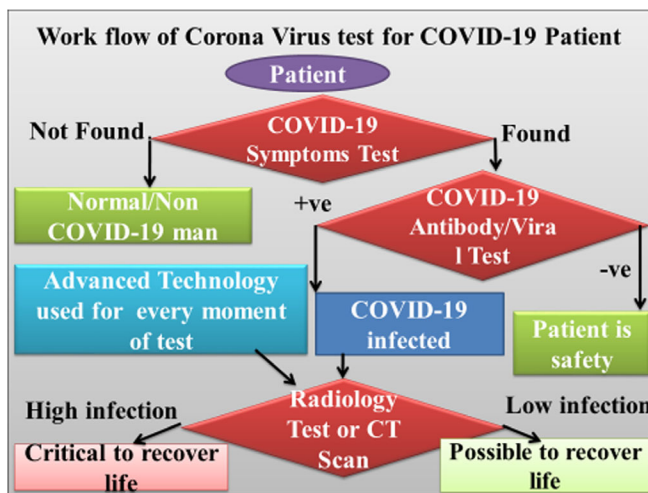 Work flow of Corona Virus test for COVID-19 Patient
Patient
Not Found
COVID-19
Symptoms Test
Found
Normal/Non
COVID-19 man
+ve
COVID-19
Antibody/Vira
l Test
-ve
Advanced Technology
used for every moment
of test
COVID-19
infected
Patient is
safety
High infection
Radiology
Test or CT
Scan
Low infection
Critical to recover
life
Possible to recover
life